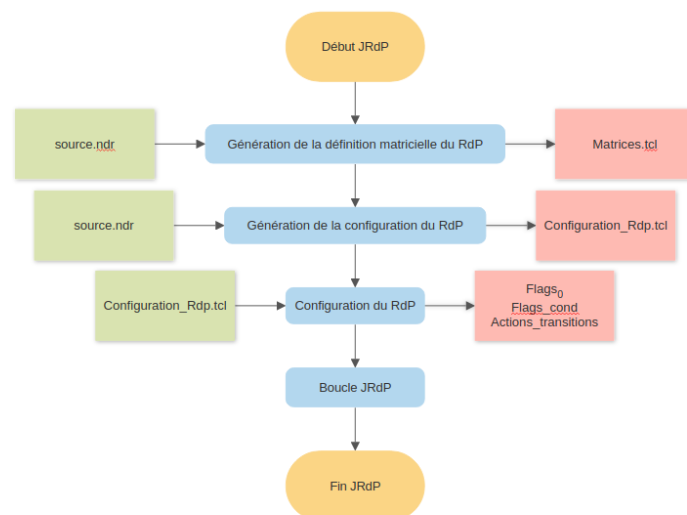 Début JRdP
source.ndr
Génération de la définition matricielle du RdP
Matrices.tcl
source.ndr
Génération de la configuration du RdP
Configuration_Rdp.tcl
Configuration_Rdp.tcl
Configuration du RdP
Flags0
Flags_cond
Actions_transitions
Boucle JRdP
Fin JRdP